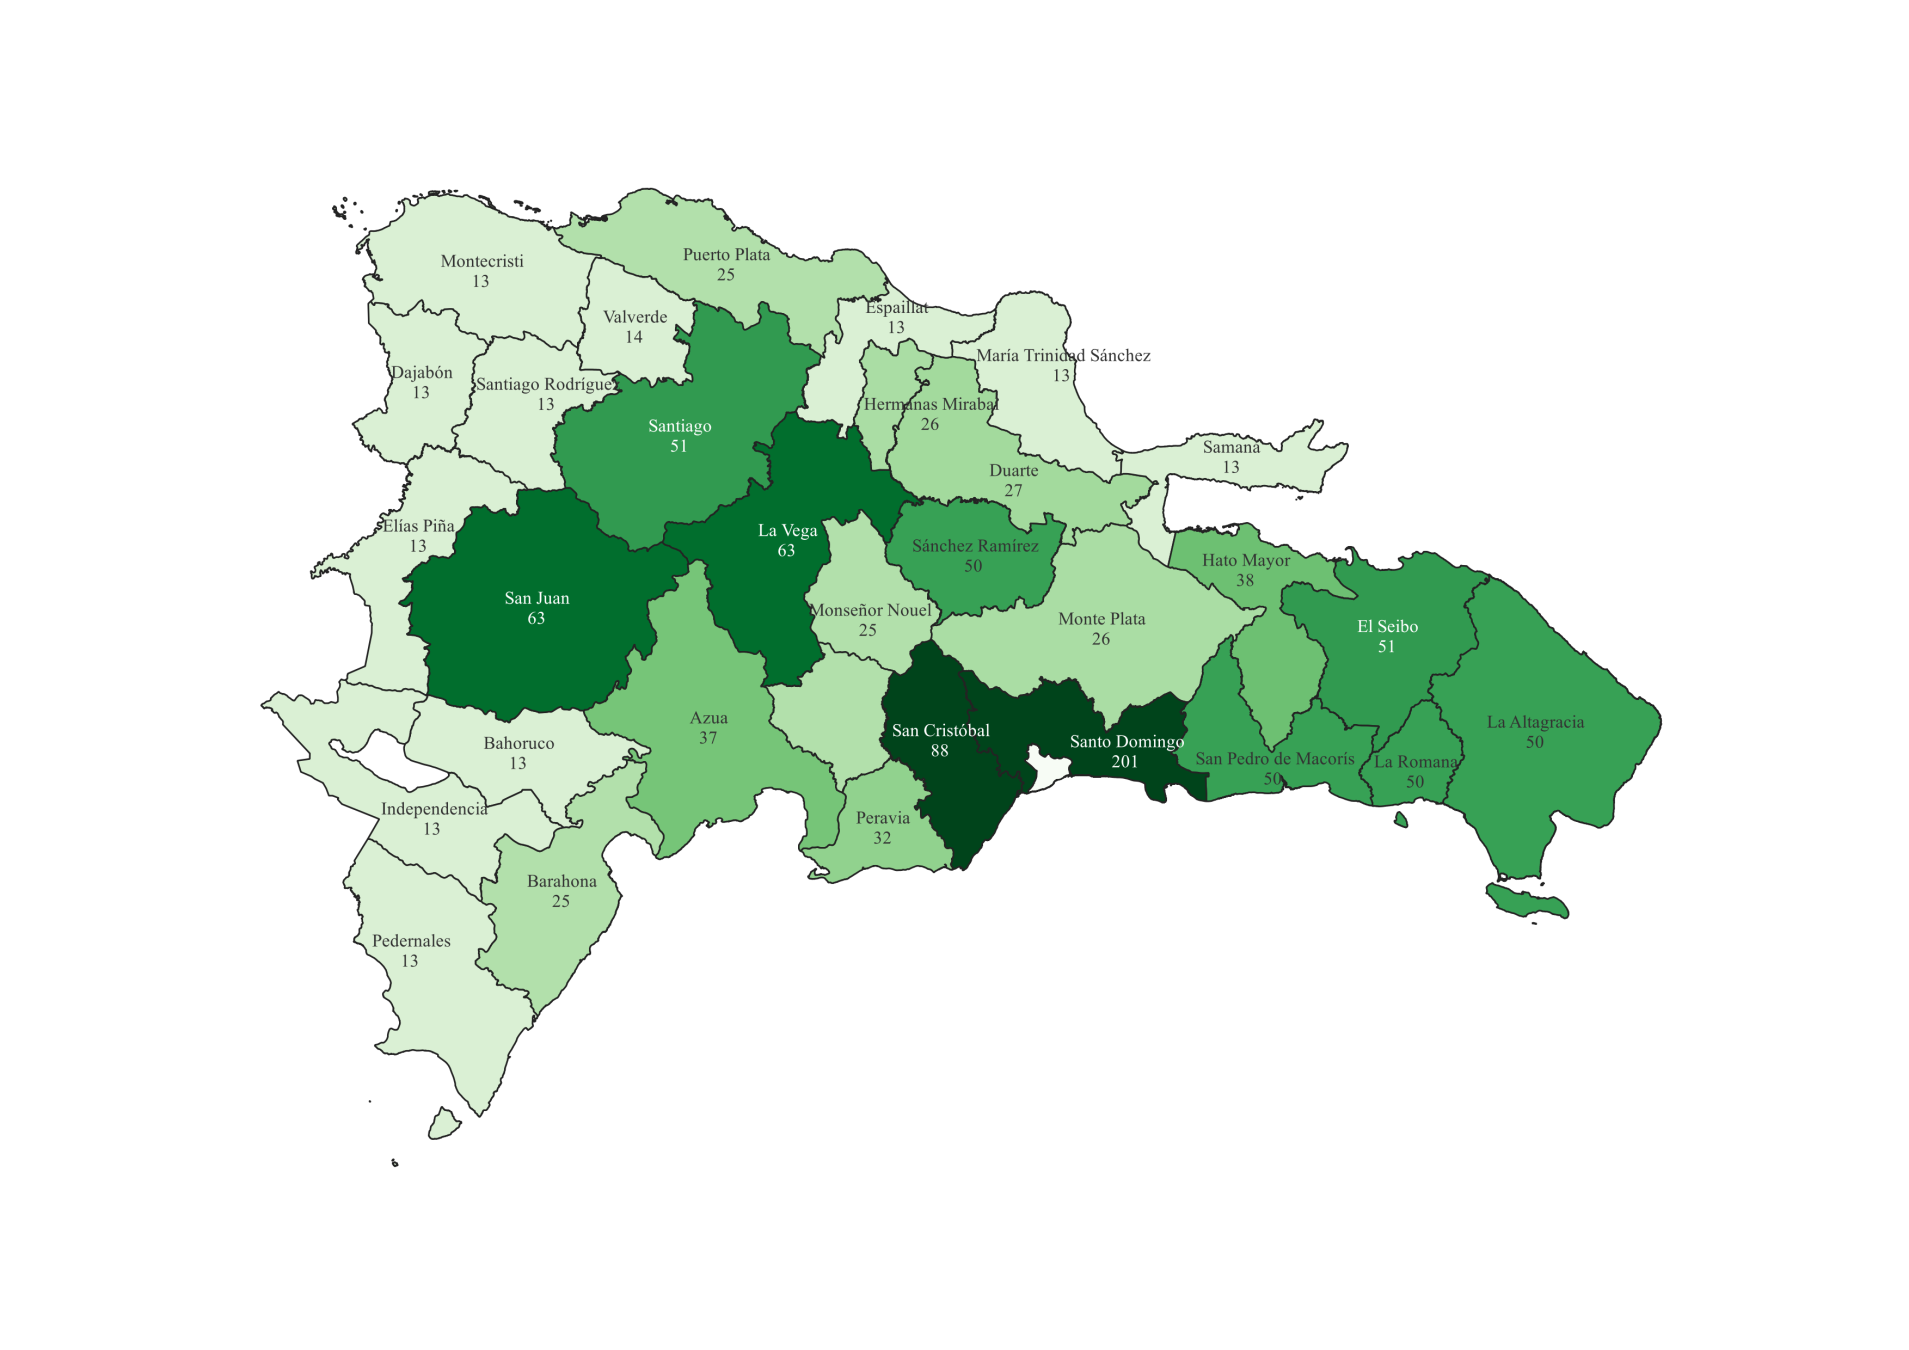 Puerto Plata
25
Montecristi
13
Espaillat
13
Valverde
14
María Trinidad Sánchez
13
Dajabón
13
Santiago Rodríguez
13
Hermanas Mirabal
26
Santiago
51
Samaná
13
Duarte
27
Elías Piña
13
La Vega
63
Sánchez Ramírez
50
Hato Mayor
38
San Juan
63
Monseñor Nouel
25
Monte Plata
26
El Seibo
51
Azua
37
La Altagracia
50
San Cristóbal
88
Santo Domingo
201
Bahoruco
13
San Pedro de Macorís
50
La Romana
50
Independencia
13
Peravia
32
Barahona
25
Pedernales
13